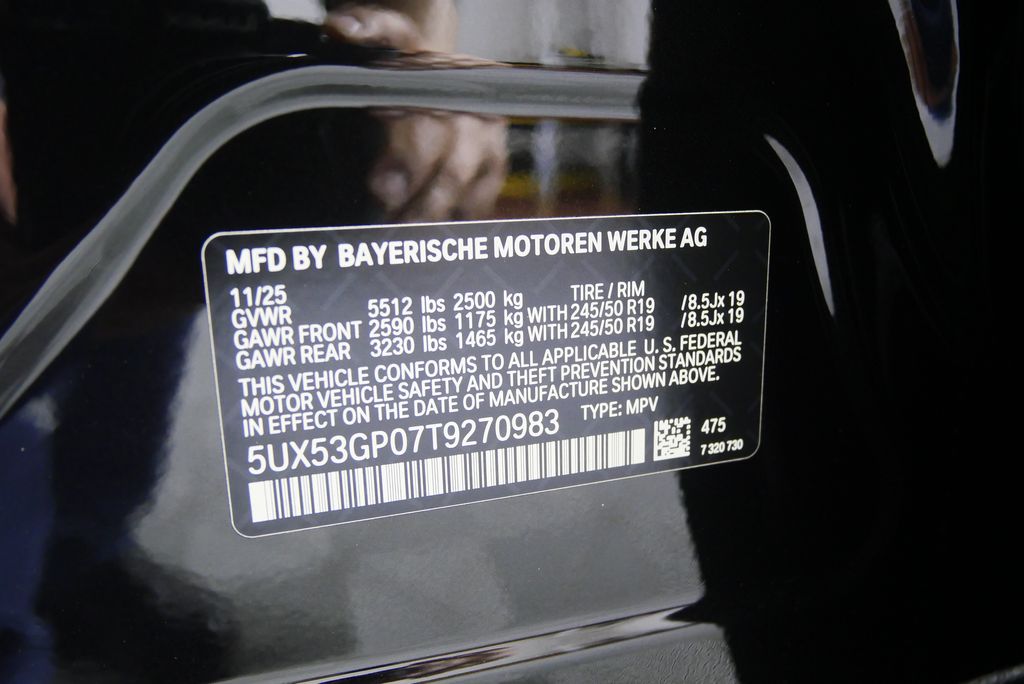 MFD BY BAYERISCHE MOTOREN WERKE AG
11/25 TIRE / RIM
GVWR 5512 lbs 2500 kg
GAWR FRONT 2590 lbs 1175 kg WITH 245/50 R19 /8.5Jx 19
GAWR REAR 3230 lbs 1465 kg WITH 245/50 R19 /8.5Jx 19
THIS VEHICLE CONFORMS TO ALL APPLICABLE U. S. FEDERAL
MOTOR VEHICLE SAFETY AND THEFT PREVENTION STANDARDS
IN EFFECT ON THE DATE OF MANUFACTURE SHOWN ABOVE.
5UX53GP07T9270983 TYPE: MPV
475
7 320 730